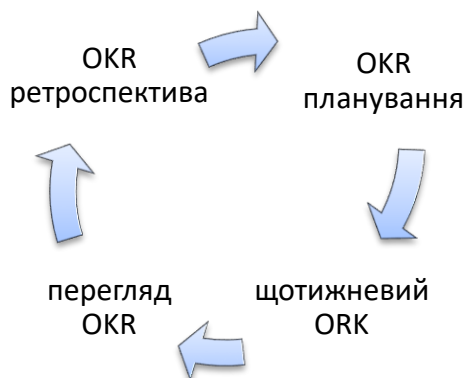 OKR
ретроспектива
OKR
планування
щотижневий
ORK
перегляд
OKR